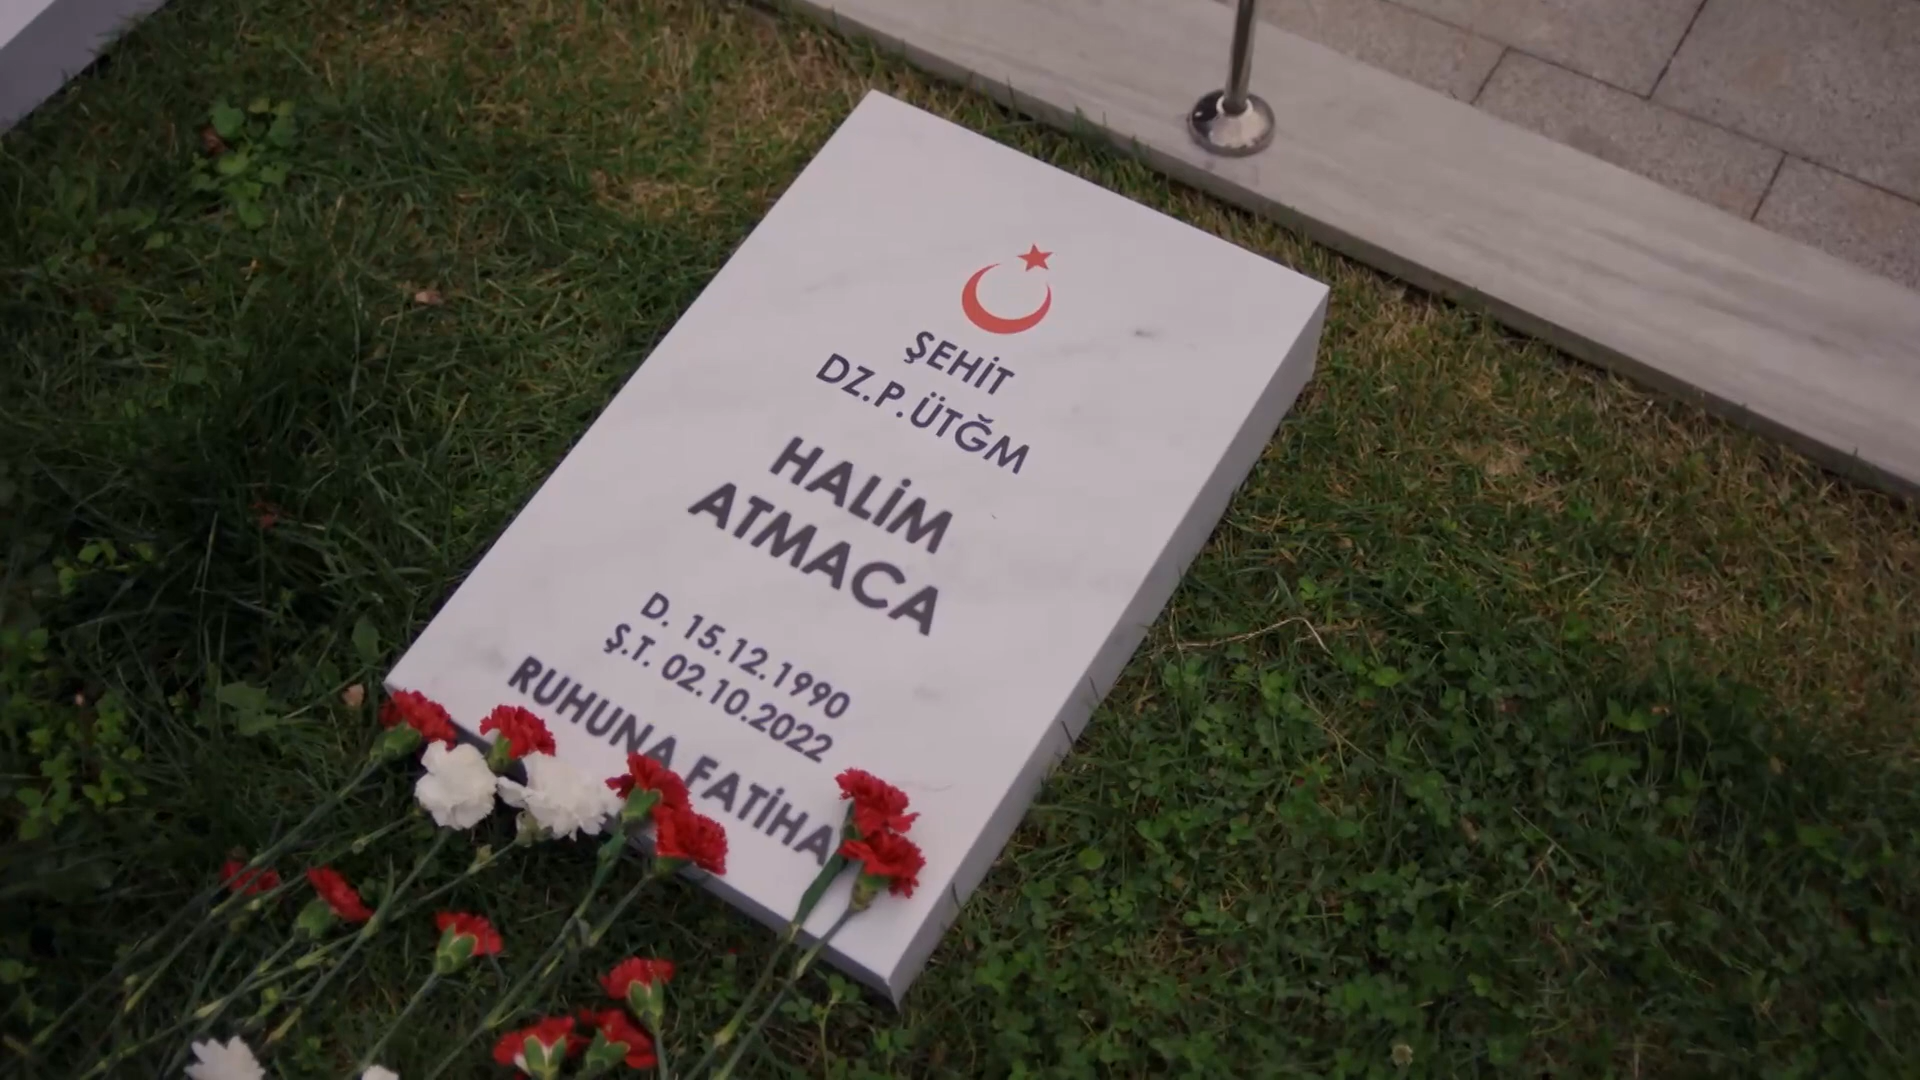 ŞEHİT
DZ.P.ÜTĞM
HALİM
ATMACA
D. 15.12.1990
Ş.T. 02.10.2022
RUHUNA FATİHA